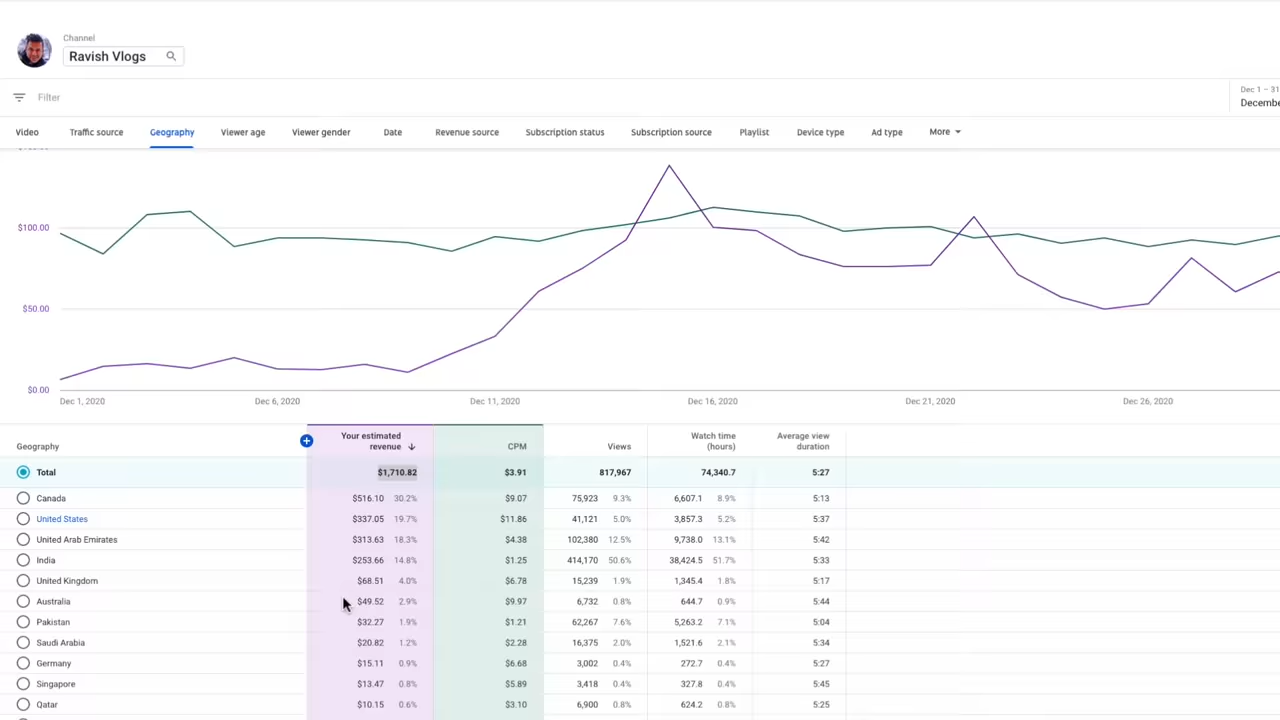 Channel
Ravish Vlogs
Filter
Dec 1 – 31
Decembe
Video Traffic source Geography Viewer age Viewer gender Date Revenue source Subscription status Subscription source Playlist Device type Ad type More
$100.00
$50.00
$0.00
Dec 1, 2020 Dec 6, 2020 Dec 11, 2020 Dec 16, 2020 Dec 21, 2020 Dec 26, 2020
Geography Your estimated revenue CPM Views Watch time (hours) Average view duration
Total $1,710.82 $3.91 817,967 74,340.7 5:27
Canada $516.10 30.2% $9.07 75,923 9.3% 6,607.1 8.9% 5:13
United States $337.05 19.7% $11.86 41,121 5.0% 3,857.3 5.2% 5:37
United Arab Emirates $313.63 18.3% $4.38 102,380 12.5% 9,738.0 13.1% 5:42
India $253.66 14.8% $1.25 414,170 50.6% 38,424.5 51.7% 5:33
United Kingdom $68.51 4.0% $6.78 15,239 1.9% 1,345.4 1.8% 5:17
Australia $49.52 2.9% $9.97 6,732 0.8% 644.7 0.9% 5:44
Pakistan $32.27 1.9% $1.21 62,267 7.6% 5,263.2 7.1% 5:04
Saudi Arabia $20.82 1.2% $2.28 16,375 2.0% 1,521.6 2.1% 5:34
Germany $15.11 0.9% $6.68 3,002 0.4% 272.7 0.4% 5:27
Singapore $13.47 0.8% $5.89 3,418 0.4% 327.8 0.4% 5:45
Qatar $10.15 0.6% $3.10 6,900 0.8% 624.2 0.8% 5:25